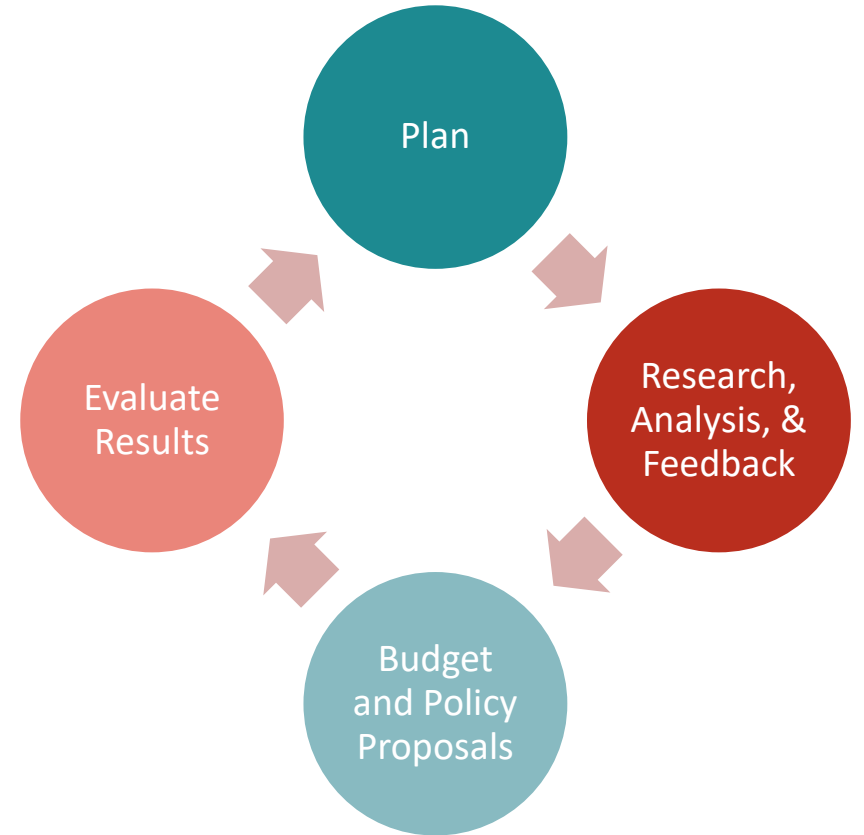 Plan
Research,
Analysis, &
Feedback
Budget
and Policy
Proposals
Evaluate
Results